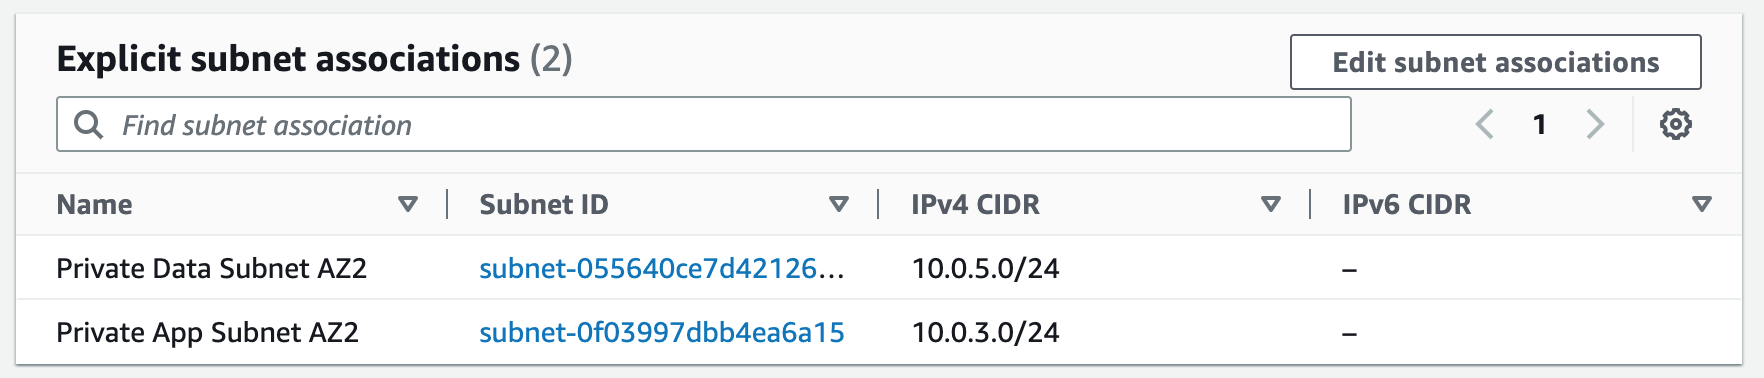 Explicit subnet associations (2)
Edit subnet associations
Find subnet association
1
Name Subnet ID IPv4 CIDR IPv6 CIDR
Private Data Subnet AZ2 subnet-055640ce7d42126... 10.0.5.0/24 –
Private App Subnet AZ2 subnet-0f03997dbb4ea6a15 10.0.3.0/24 –